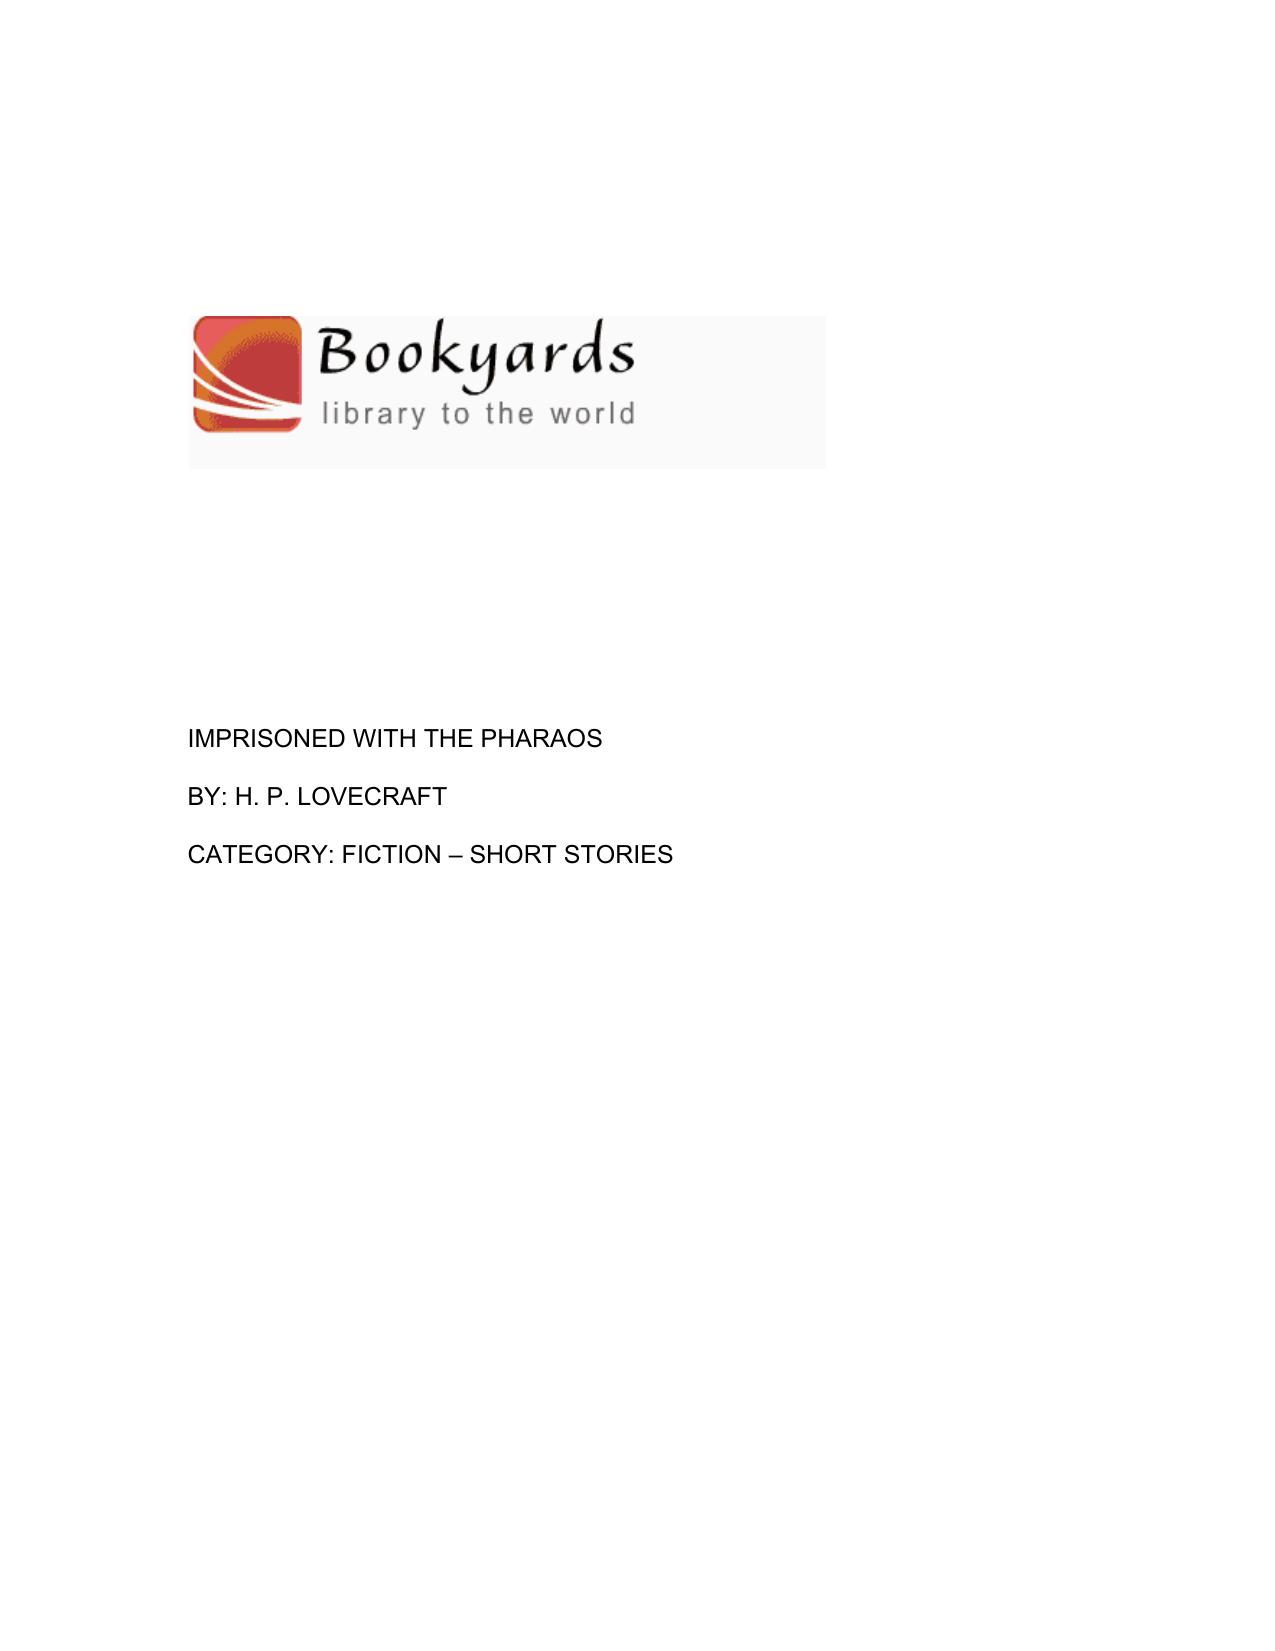 Bookyards
library to the world
IMPRISONED WITH THE PHARAOS
BY: H. P. LOVECRAFT
CATEGORY: FICTION – SHORT STORIES